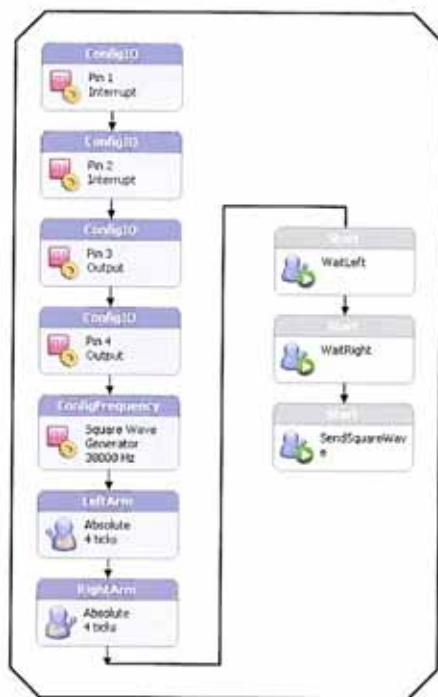 ConfigIO
Pin 1
Interrupt
ConfigIO
Pin 2
Interrupt
ConfigIO
Pin 3
Output
ConfigIO
Pin 4
Output
ConfigFrequency
Square Wave
Generator
38000 Hz
LeftArm
Absolute
4 ticks
RightArm
Absolute
4 ticks
Start
WaitLeft
Start
WaitRight
Start
SendSquareWav
e